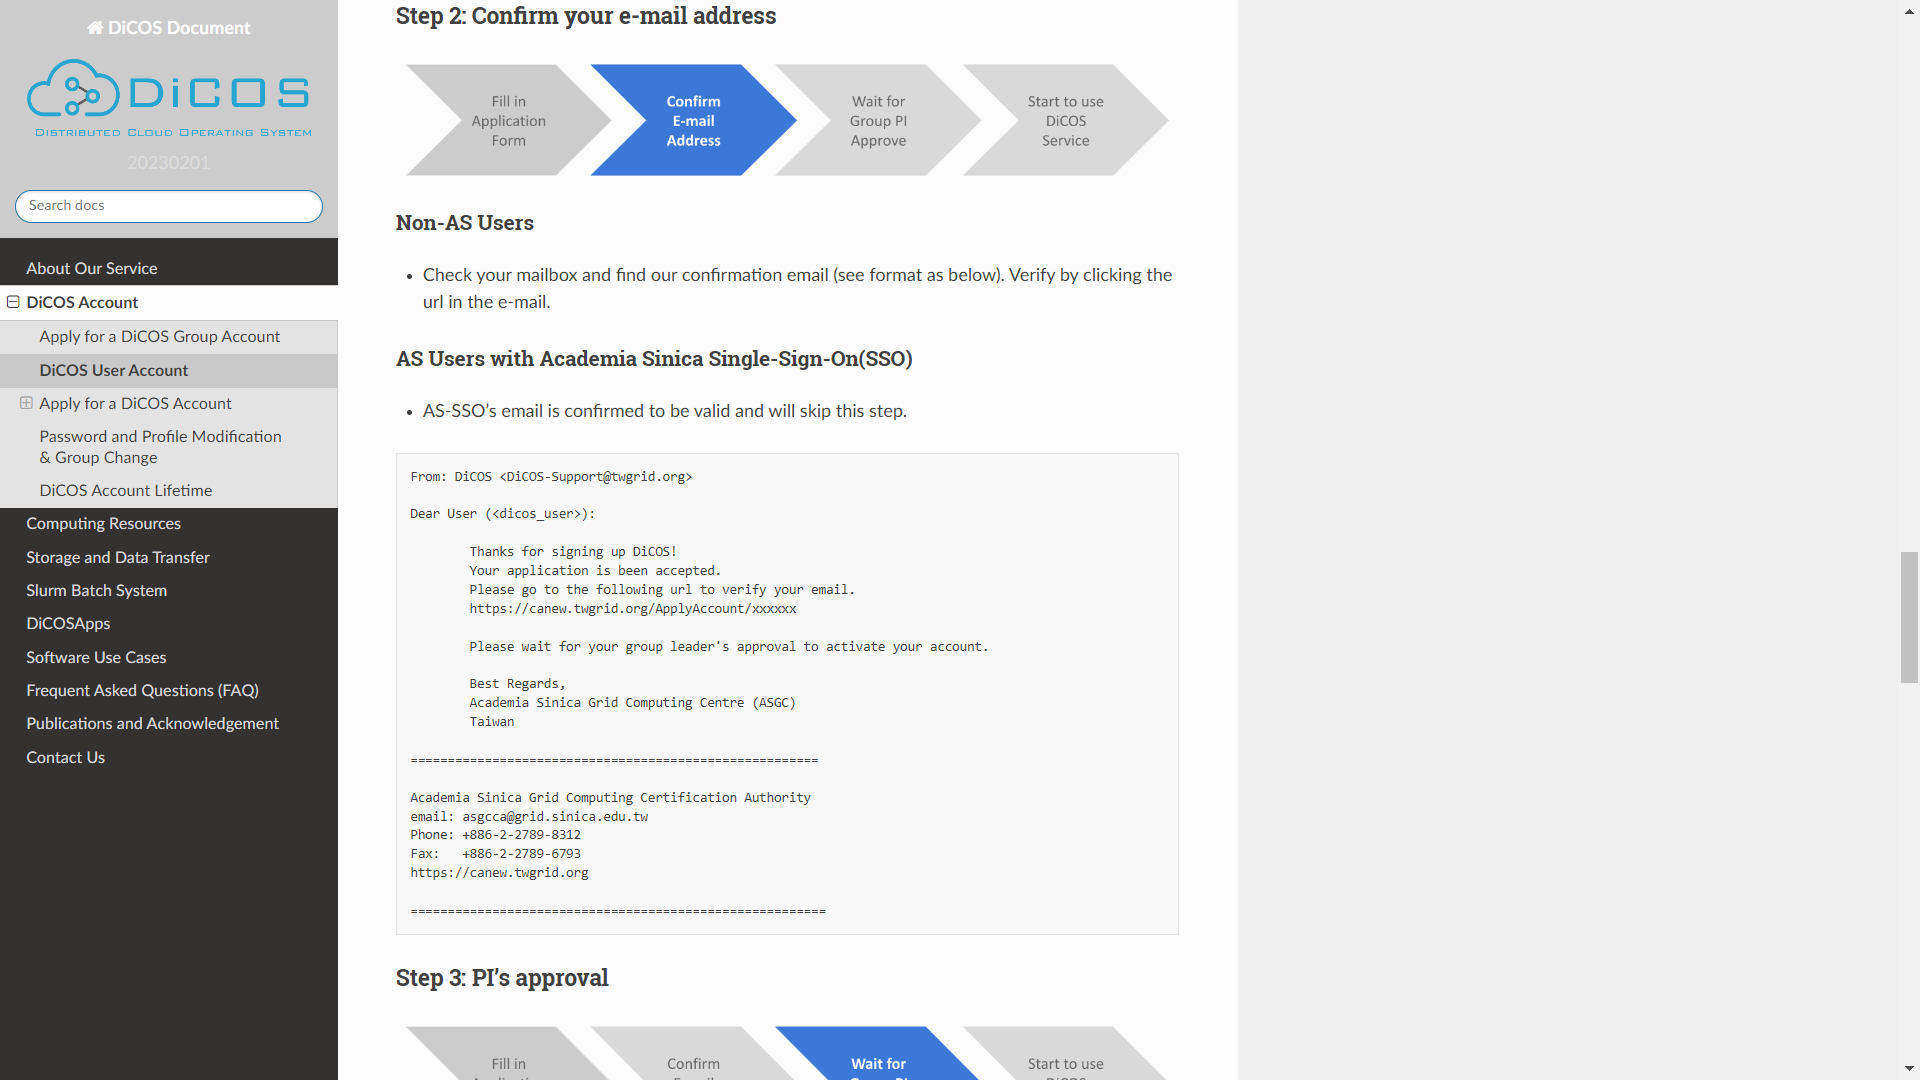 DiCOS Document
DiCOS
Distributed Cloud Operating System
20230201
Search docs
About Our Service
DiCOS Account
Apply for a DiCOS Group Account
DiCOS User Account
Apply for a DiCOS Account
Password and Profile Modification
& Group Change
DiCOS Account Lifetime
Computing Resources
Storage and Data Transfer
Slurm Batch System
DiCOSApps
Software Use Cases
Frequent Asked Questions (FAQ)
Publications and Acknowledgement
Contact Us
Step 2: Confirm your e-mail address
Fill in
Application
Form
Confirm
E-mail
Address
Wait for
Group PI
Approve
Start to use
DiCOS
Service
Non-AS Users
Check your mailbox and find our confirmation email (see format as below). Verify by clicking the
url in the e-mail.
AS Users with Academia Sinica Single-Sign-On(SSO)
AS-SSO’s email is confirmed to be valid and will skip this step.
From: DiCOS <DiCOS-Support@twgrid.org>
Dear User (<dicos_user>):
Thanks for signing up DiCOS!
Your application is been accepted.
Please go to the following url to verify your email.
https://canew.twgrid.org/ApplyAccount/xxxxxx
Please wait for your group leader's approval to activate your account.
Best Regards,
Academia Sinica Grid Computing Centre (ASGC)
Taiwan
=======================================================
Academia Sinica Grid Computing Certification Authority
email: asgcca@grid.sinica.edu.tw
Phone: +886-2-2789-8312
Fax:   +886-2-2789-6793
https://canew.twgrid.org
========================================================
Step 3: PI’s approval
Fill in
Confirm
Wait for
Group PI
Start to use
DiCOS